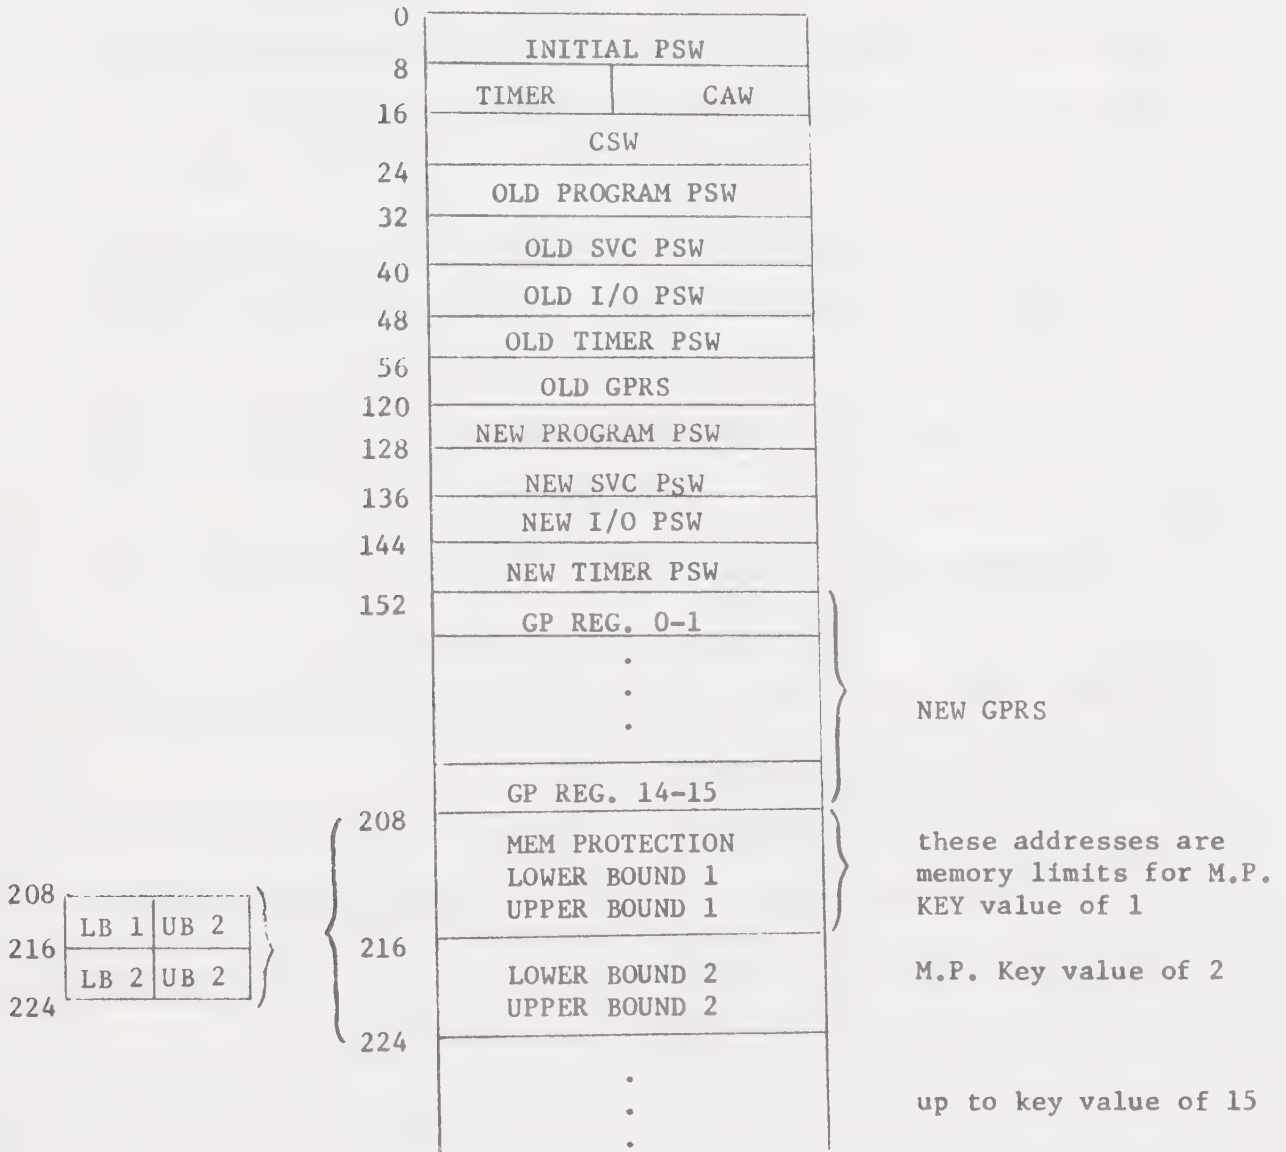 0
INITIAL PSW
8
TIMER CAW
16
CSW
24
OLD PROGRAM PSW
32
OLD SVC PSW
40
OLD I/O PSW
48
OLD TIMER PSW
56
OLD GPRS
120
NEW PROGRAM PSW
128
NEW SVC PSW
136
NEW I/O PSW
144
NEW TIMER PSW
152
GP REG. 0-1
.
.
.
NEW GPRS
GP REG. 14-15
208
MEM PROTECTION
LOWER BOUND 1
UPPER BOUND 1
these addresses are
memory limits for M.P.
KEY value of 1
208
LB 1 UB 2
216
LB 2 UB 2
224
216
LOWER BOUND 2
UPPER BOUND 2
M.P. Key value of 2
224
.
.
.
up to key value of 15